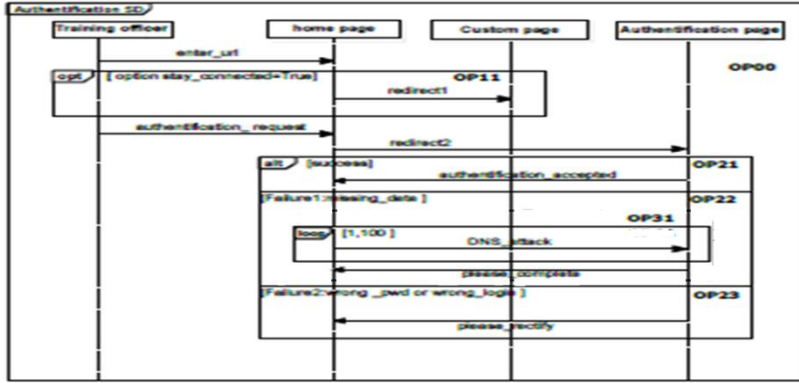 Authentification SD
Training officer
home page
Custom page
Authentification page
enter_url
OP00
opt
[ option stay_connected=True]
OP11
redirect1
authentification_ request
redirect2
alt
[success]
OP21
authentification_accepted
[Failure1:missing_data ]
OP22
OP31
loop
[1,100 ]
DNS_attack
please_complete
[Failure2:wrong _pwd or wrong_login ]
OP23
please_rectify